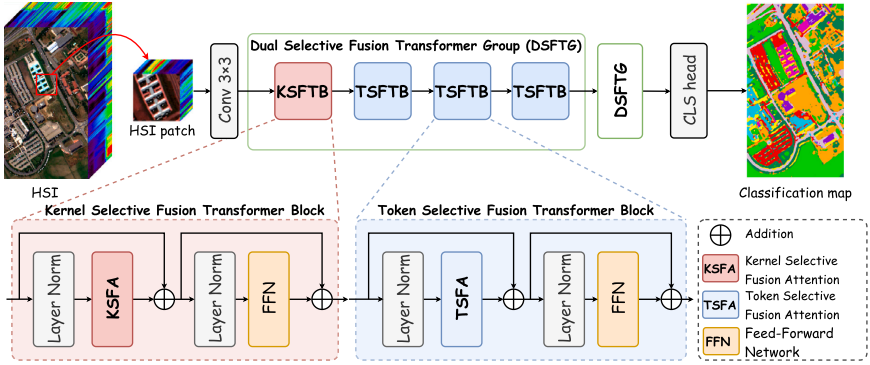 Dual Selective Fusion Transformer Group (DSFTG)
HSI patch
HSI
Conv 3×3
KSFTB
TSFTB
TSFTB
TSFTB
DSFTG
CLS head
Classification map
Kernel Selective Fusion Transformer Block
Layer Norm
KSFA
Layer Norm
FFN
Token Selective Fusion Transformer Block
Layer Norm
TSFA
Layer Norm
FFN
Addition
KSFA
Kernel Selective
Fusion Attention
TSFA
Token Selective
Fusion Attention
FFN
Feed-Forward
Network